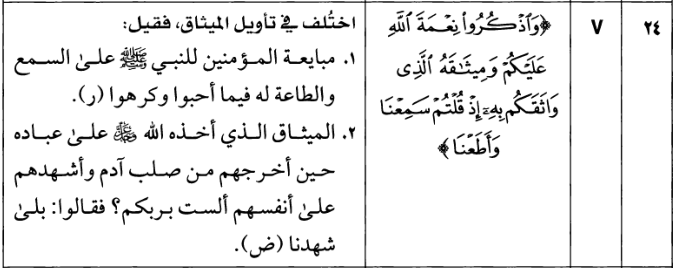 ٢٤
٧
﴿وَٱذۡكُرُواْ نِعۡمَةَ ٱللَّهِ
عَلَيۡكُمۡ وَمِيثَٰقَهُ ٱلَّذِى
وَاثَقَكُم بِهِۦٓ إِذۡ قُلۡتُمۡ سَمِعۡنَا
وَأَطَعۡنَا﴾
اختُلف في تأويل الميثاق، فقيل:
١. مبايعة المؤمنين للنبي ﷺ على السمع
والطاعة له فيما أحبوا وكرهوا (ر).
٢. الميثاق الذي أخذه الله ﷻ على عباده
حين أخرجهم من صلب آدم وأشهدهم
على أنفسهم ألست بربكم؟ فقالوا: بلى
شهدنا (ض).